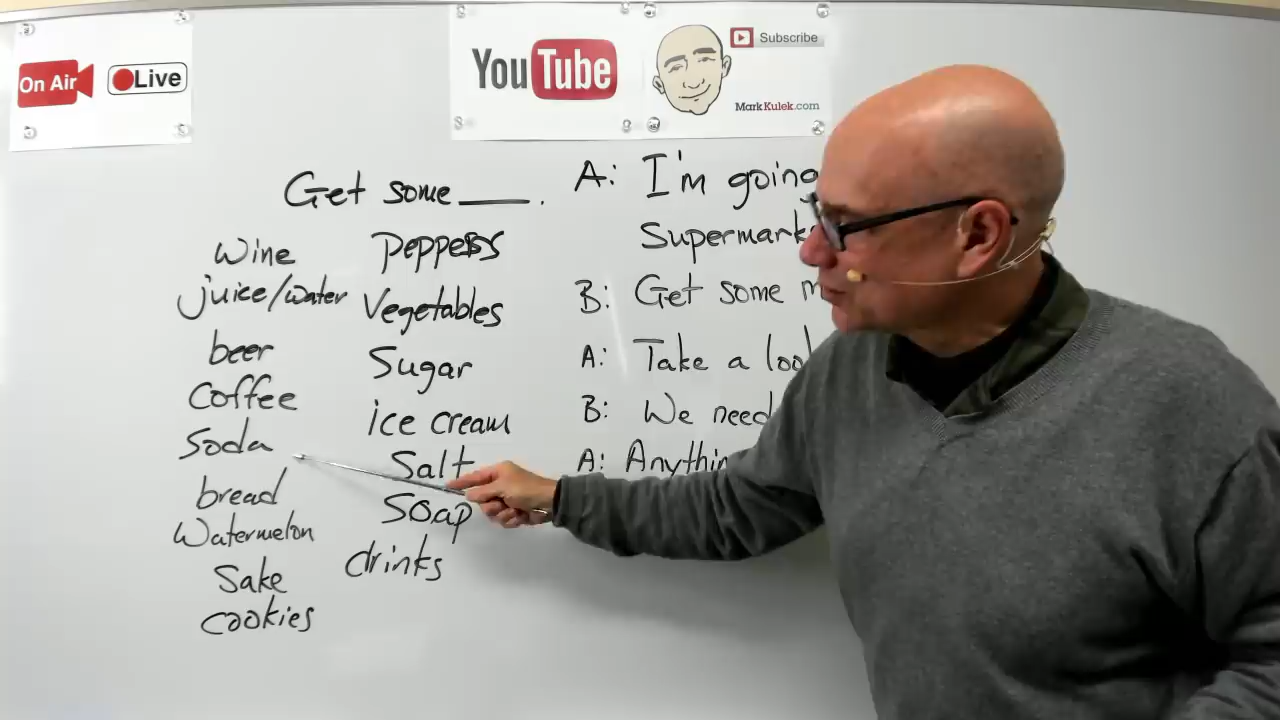 On Air Live
YouTube
Subscribe
MarkKulek.com
Get some ____.
wine
juice/water
beer
Coffee
Soda
bread
Watermelon
Sake
cookies
peppers
Vegetables
Sugar
ice cream
Salt
Soap
drinks
A: I'm going
Supermark
B: Get some m
A: Take a loo
B: We need
A: Anythin